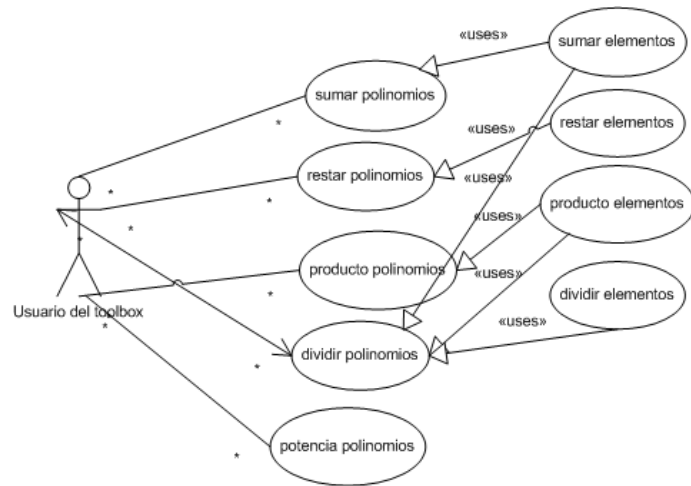 «uses»
sumar elementos
sumar polinomios
*
«uses»
restar elementos
restar polinomios
«uses»
*
*
producto elementos
*
«uses»
*
producto polinomios
«uses»
dividir elementos
*
Usuario del toolbox
«uses»
*
dividir polinomios
*
potencia polinomios
*